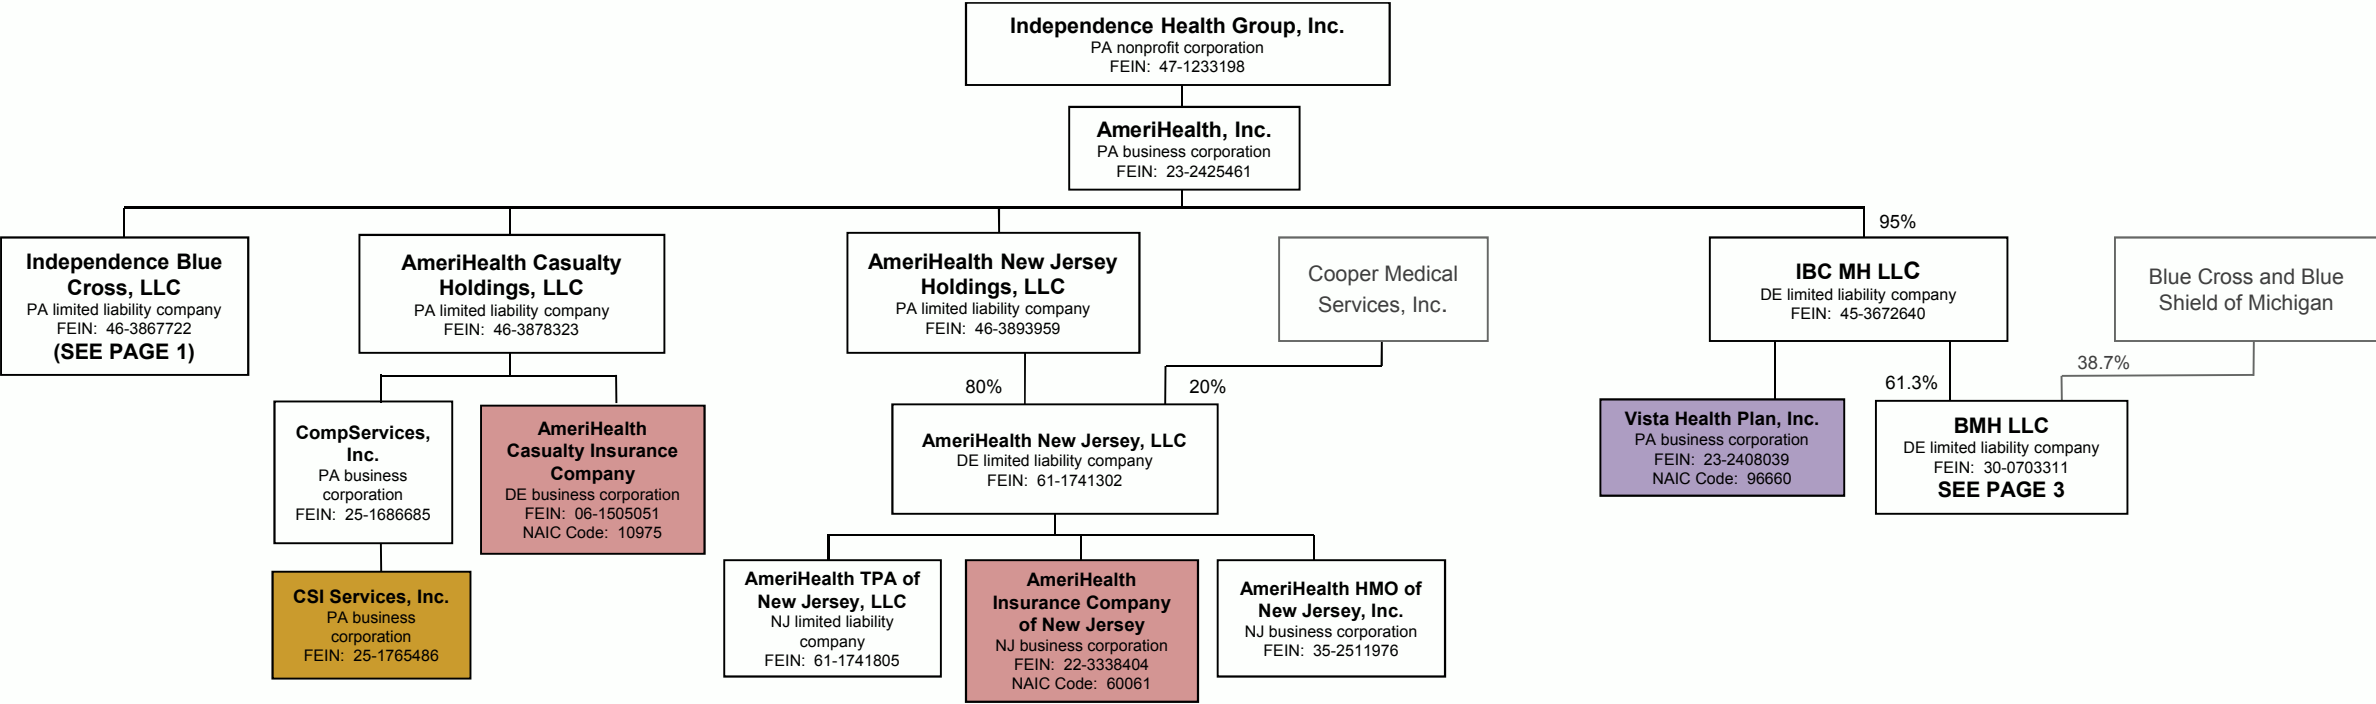 Independence Health Group, Inc.
PA nonprofit corporation
FEIN: 47-1233198
AmeriHealth, Inc.
PA business corporation
FEIN: 23-2425461
95%
Independence Blue
Cross, LLC
PA limited liability company
FEIN: 46-3867722
(SEE PAGE 1)
AmeriHealth Casualty
Holdings, LLC
PA limited liability company
FEIN: 46-3878323
AmeriHealth New Jersey
Holdings, LLC
PA limited liability company
FEIN: 46-3893959
Cooper Medical
Services, Inc.
IBC MH LLC
DE limited liability company
FEIN: 45-3672640
Blue Cross and Blue
Shield of Michigan
80%
20%
61.3%
38.7%
CompServices,
Inc.
PA business
corporation
FEIN: 25-1686685
AmeriHealth
Casualty Insurance
Company
DE business corporation
FEIN: 06-1505051
NAIC Code: 10975
AmeriHealth New Jersey, LLC
DE limited liability company
FEIN: 61-1741302
Vista Health Plan, Inc.
PA business corporation
FEIN: 23-2408039
NAIC Code: 96660
BMH LLC
DE limited liability company
FEIN: 30-0703311
SEE PAGE 3
CSI Services, Inc.
PA business
corporation
FEIN: 25-1765486
AmeriHealth TPA of
New Jersey, LLC
NJ limited liability
company
FEIN: 61-1741805
AmeriHealth
Insurance Company
of New Jersey
NJ business corporation
FEIN: 22-3338404
NAIC Code: 60061
AmeriHealth HMO of
New Jersey, Inc.
NJ business corporation
FEIN: 35-2511976